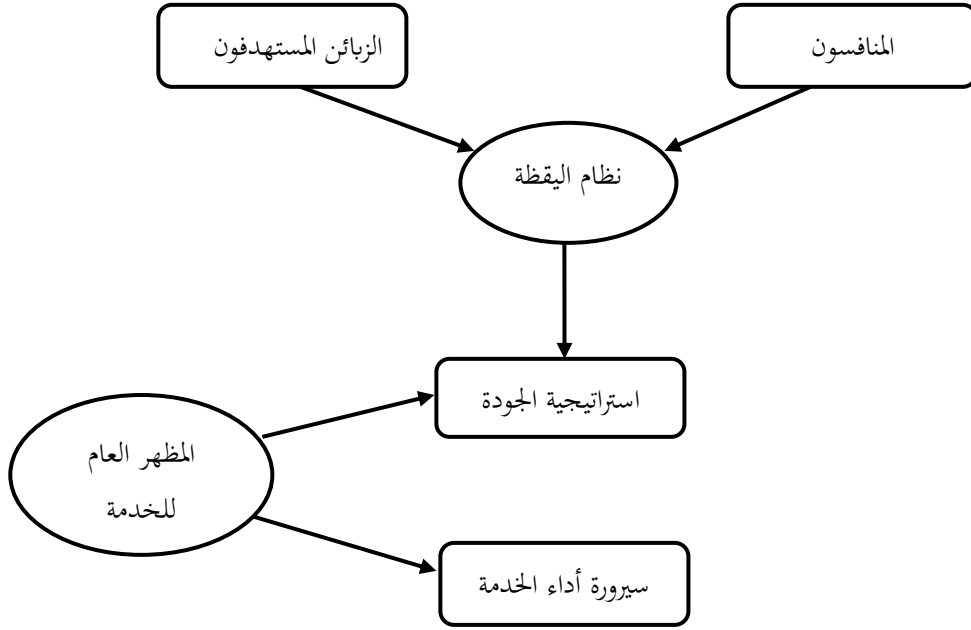 المنافسون
الزبائن المستهدفون
نظام اليقظة
استراتيجية الجودة
المظهر العام
للخدمة
سيرورة أداء الخدمة